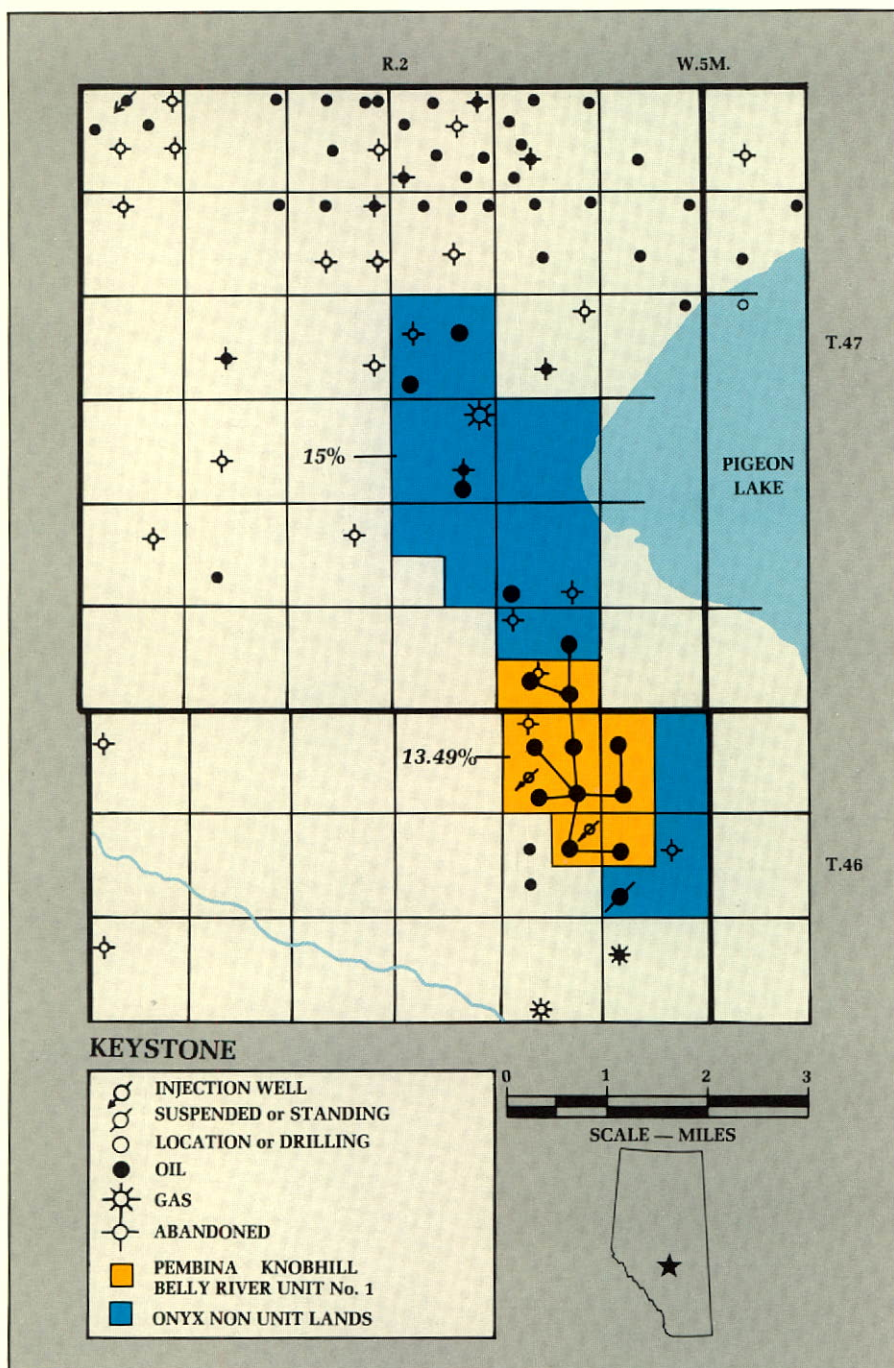 R.2
W.5M.
T.47
15%
PIGEON
LAKE
13.49%
T.46
KEYSTONE
INJECTION WELL
SUSPENDED or STANDING
LOCATION or DRILLING
OIL
GAS
ABANDONED
PEMBINA KNOBHILL
BELLY RIVER UNIT No. 1
ONYX NON UNIT LANDS
0 1 2 3
SCALE — MILES